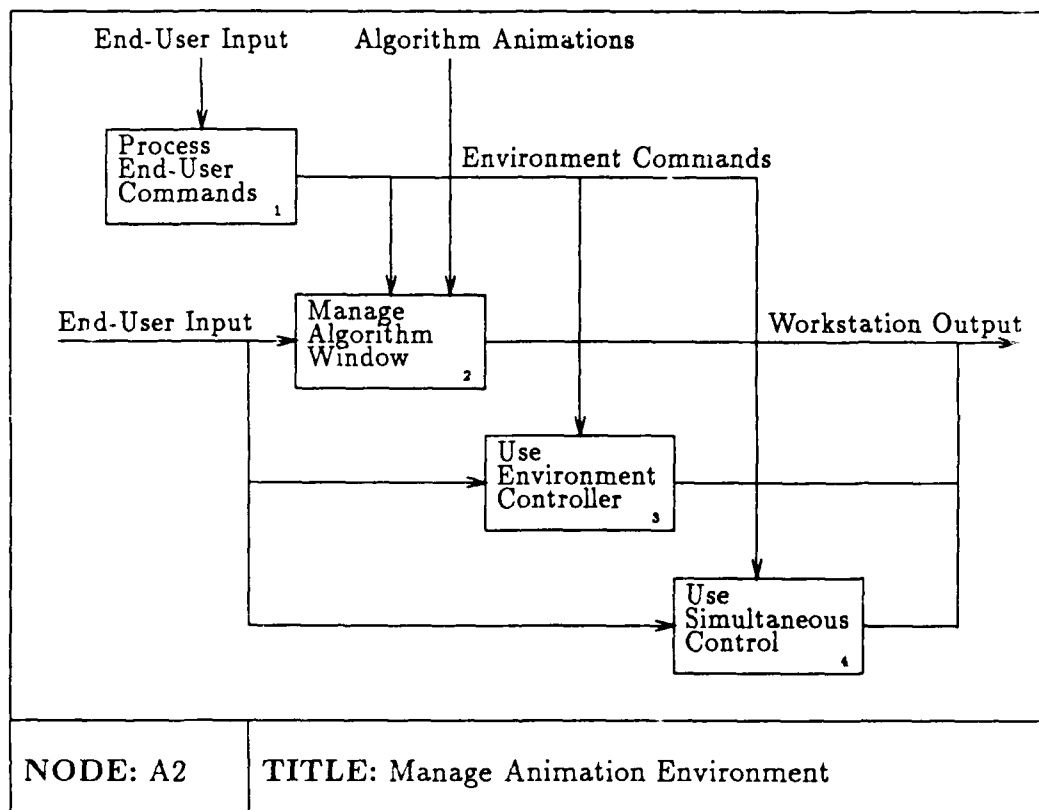 End-User Input
Algorithm Animations
Process
End-User
Commands
1
Environment Commands
End-User Input
Manage
Algorithm
Window
2
Workstation Output
Use
Environment
Controller
3
Use
Simultaneous
Control
4
NODE: A2
TITLE: Manage Animation Environment